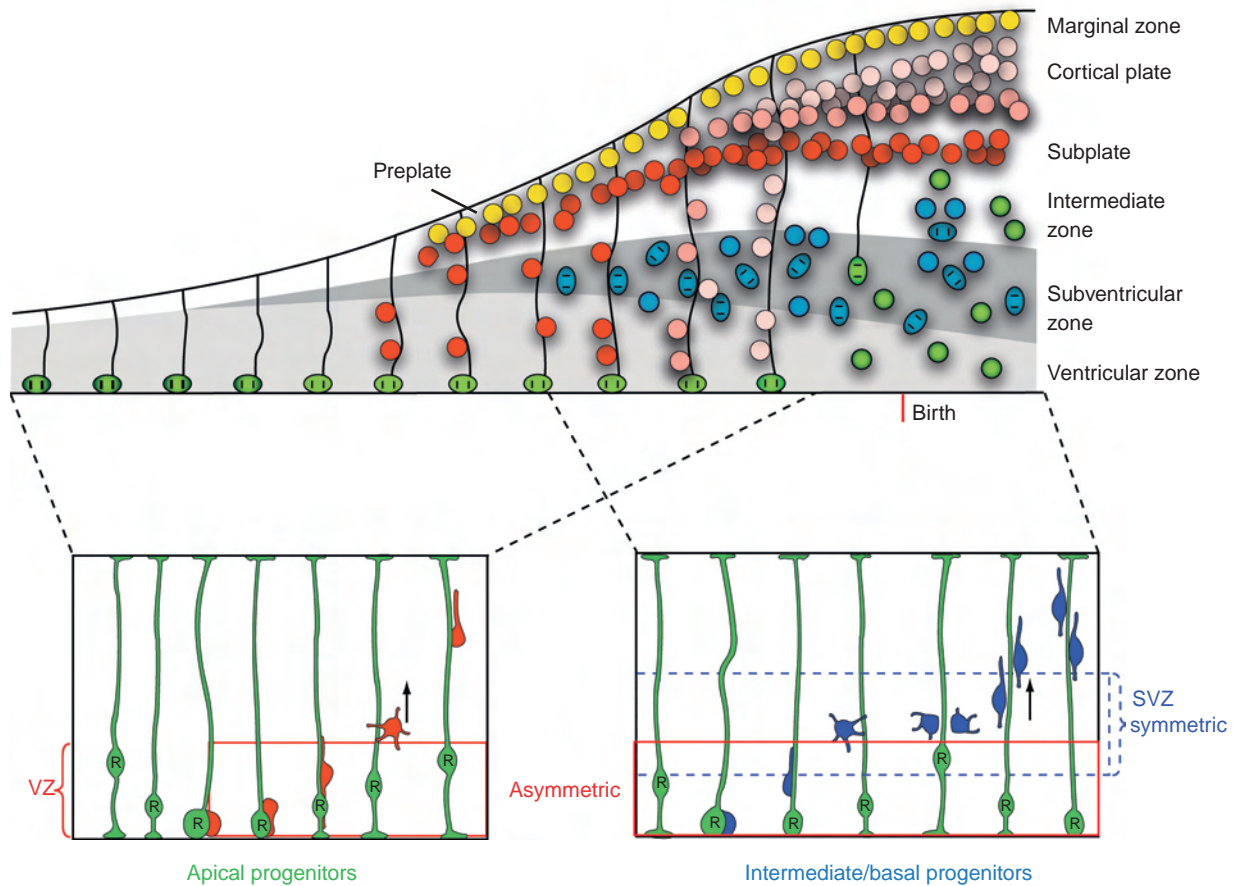 Marginal zone
Cortical plate
Preplate
Subplate
Intermediate
zone
Subventricular
zone
Ventricular zone
Birth
R
R
R
R
R
R
R
VZ
Asymmetric
R
R
R
R
R
R
R
SVZ
symmetric
Apical progenitors
Intermediate/basal progenitors